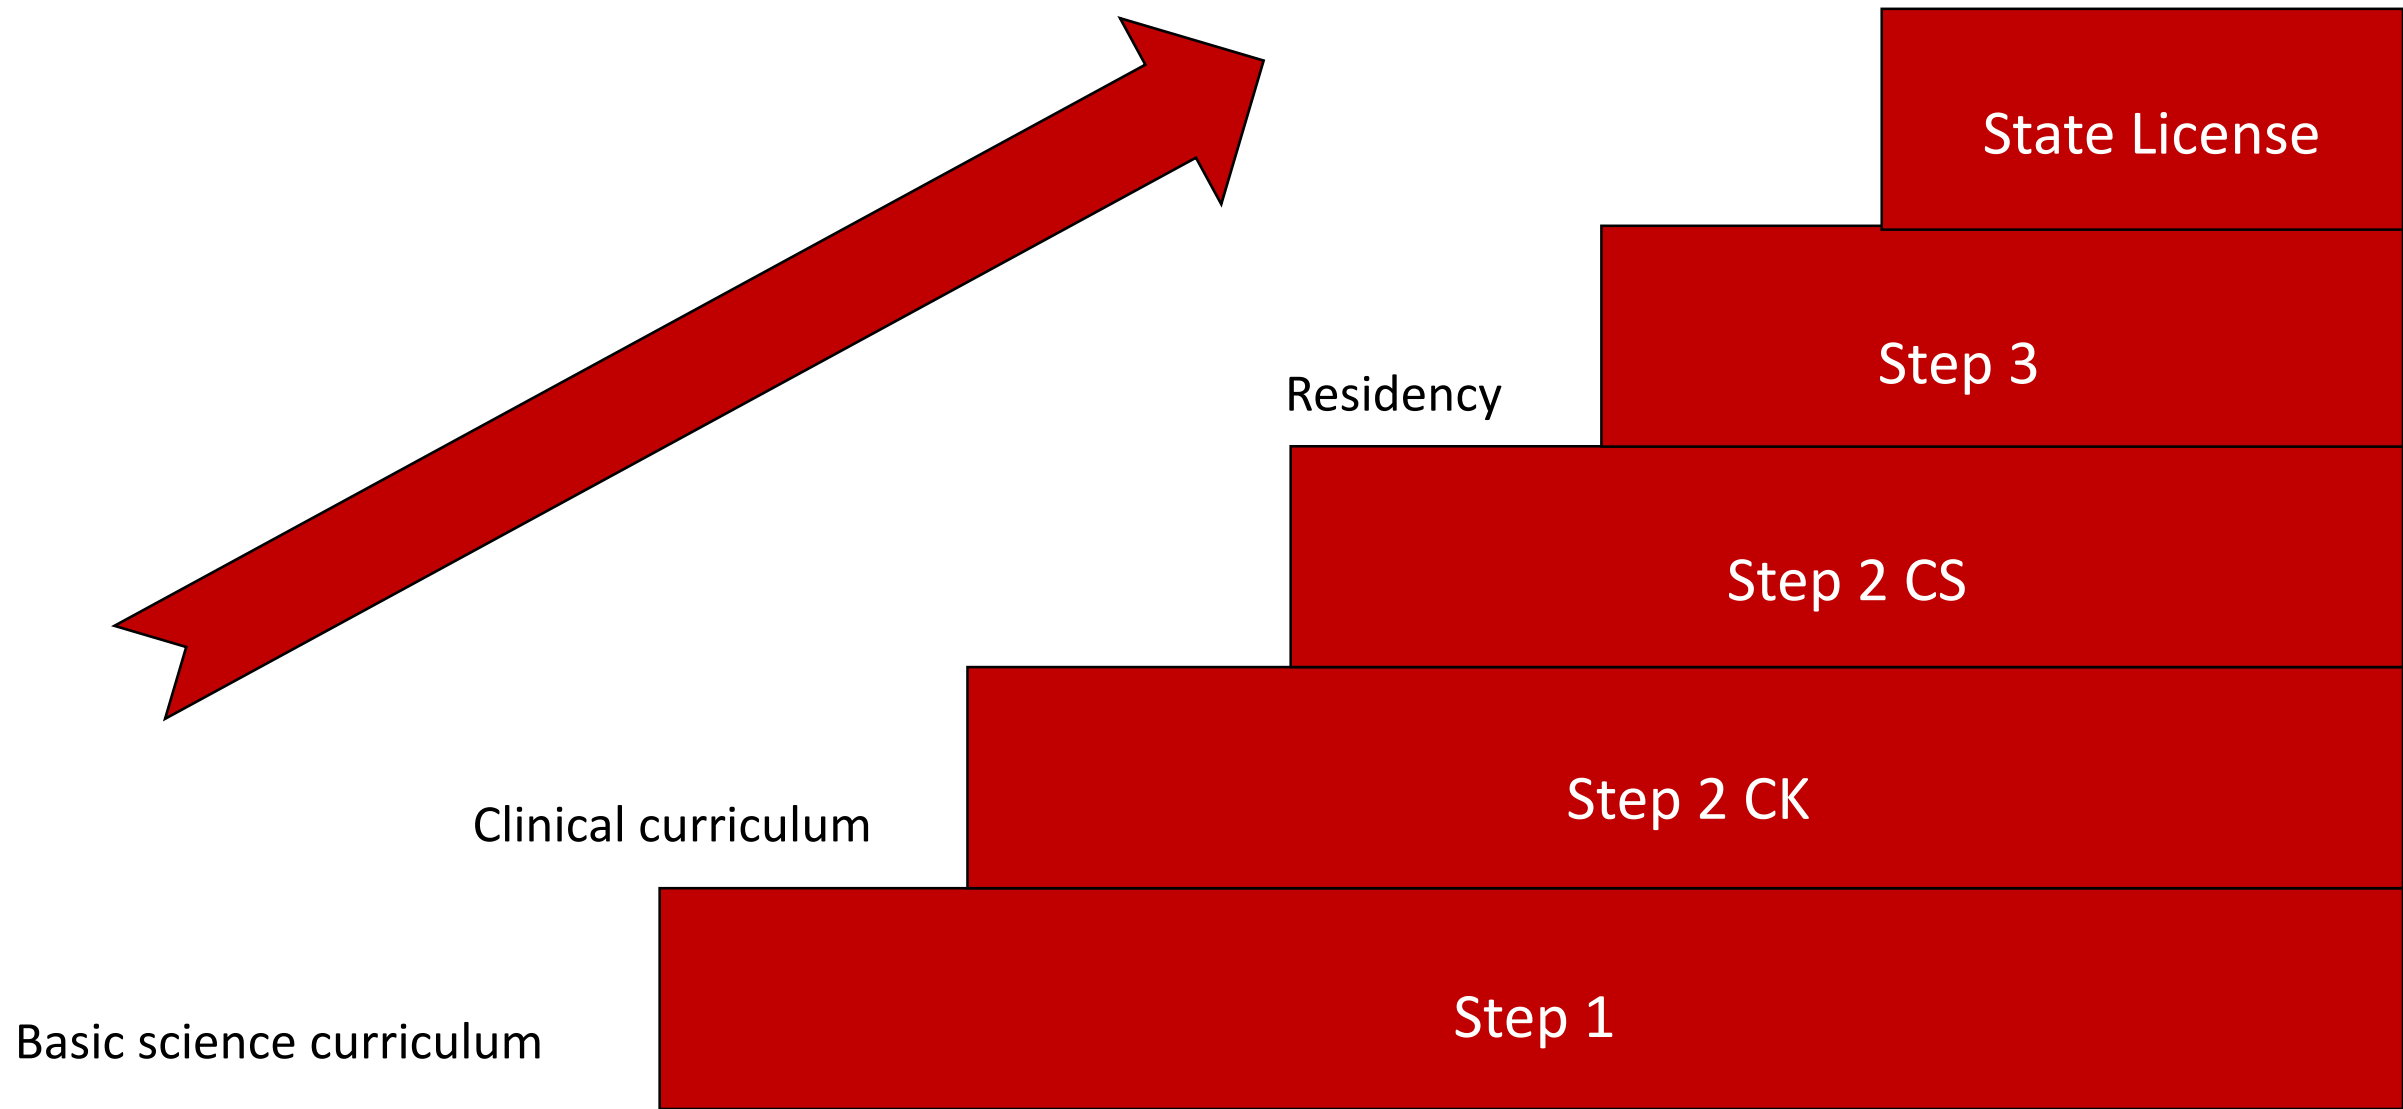 State License
Step 3
Residency
Step 2 CS
Step 2 CK
Clinical curriculum
Step 1
Basic science curriculum